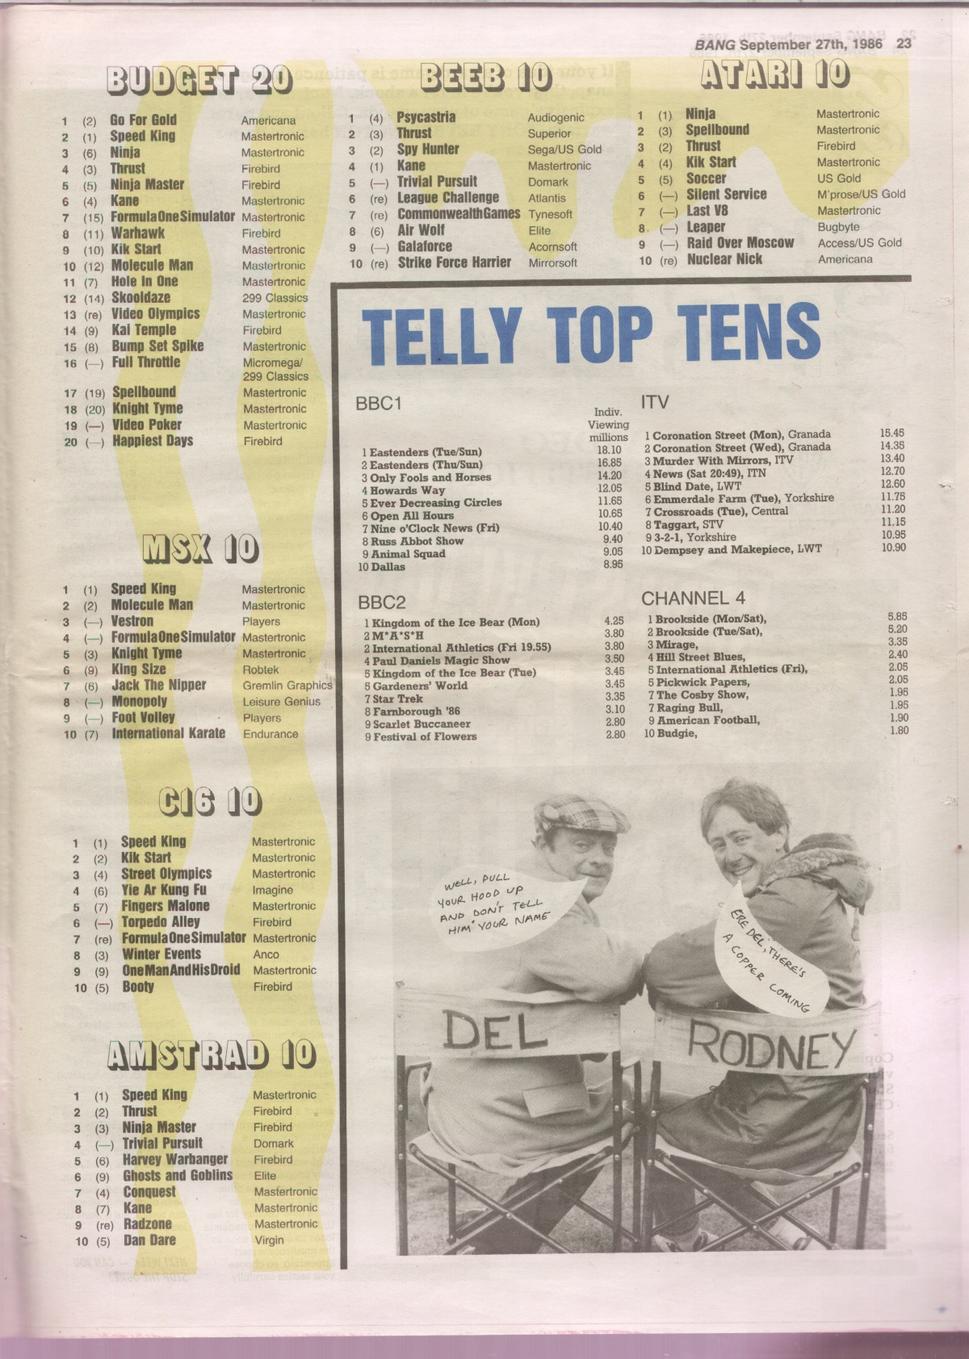 BANG September 27th, 1986 23
BUDGET 20
1 (2) Go For Gold Americana
2 (1) Speed King Mastertronic
3 (6) Ninja Mastertronic
4 (3) Thrust Firebird
5 (5) Ninja Master Firebird
6 (4) Kane Mastertronic
7 (15) FormulaOneSimulator Mastertronic
8 (11) Warhawk Firebird
9 (10) Kik Start Mastertronic
10 (12) Molecule Man Mastertronic
11 (7) Hole In One Mastertronic
12 (14) Skooldaze 299 Classics
13 (re) Video Olympics Mastertronic
14 (9) Kai Temple Firebird
15 (8) Bump Set Spike Mastertronic
16 (—) Full Throttle Micromega/
299 Classics
17 (19) Spellbound Mastertronic
18 (20) Knight Tyme Mastertronic
19 (—) Video Poker Mastertronic
20 (—) Happiest Days Firebird
MSX 10
1 (1) Speed King Mastertronic
2 (2) Molecule Man Mastertronic
3 (—) Vestron Players
4 (—) FormulaOneSimulator Mastertronic
5 (3) Knight Tyme Mastertronic
6 (9) King Size Robtek
7 (6) Jack The Nipper Gremlin Graphics
8 (—) Monopoly Leisure Genius
9 (—) Foot Volley Players
10 (7) International Karate Endurance
C16 10
1 (1) Speed King Mastertronic
2 (2) Kik Start Mastertronic
3 (4) Street Olympics Mastertronic
4 (6) Yie Ar Kung Fu Imagine
5 (7) Fingers Malone Mastertronic
6 (—) Torpedo Alley Firebird
7 (re) FormulaOneSimulator Mastertronic
8 (3) Winter Events Anco
9 (9) OneManAndHisDroid Mastertronic
10 (5) Booty Firebird
AMSTRAD 10
1 (1) Speed King Mastertronic
2 (2) Thrust Firebird
3 (3) Ninja Master Firebird
4 (—) Trivial Pursuit Domark
5 (6) Harvey Warbanger Firebird
6 (9) Ghosts and Goblins Elite
7 (4) Conquest Mastertronic
8 (7) Kane Mastertronic
9 (re) Radzone Mastertronic
10 (5) Dan Dare Virgin
BEEB 10
1 (4) Psycastria Audiogenic
2 (3) Thrust Superior
3 (2) Spy Hunter Sega/US Gold
4 (1) Kane Mastertronic
5 (—) Trivial Pursuit Domark
6 (re) League Challenge Atlantis
7 (re) CommonwealthGames Tynesoft
8 (6) Air Wolf Elite
9 (—) Galaforce Acornsoft
10 (re) Strike Force Harrier Mirrorsoft
ATARI 10
1 (1) Ninja Mastertronic
2 (3) Spellbound Mastertronic
3 (2) Thrust Firebird
4 (4) Kik Start Mastertronic
5 (5) Soccer US Gold
6 (—) Silent Service M'prose/US Gold
7 (—) Last V8 Mastertronic
8 (—) Leaper Bugbyte
9 (—) Raid Over Moscow Access/US Gold
10 (re) Nuclear Nick Americana
TELLY TOP TENS
BBC1
Indiv.
Viewing
millions
1 Eastenders (Tue/Sun) 18.10
2 Eastenders (Thu/Sun) 16.85
3 Only Fools and Horses 14.20
4 Howards Way 12.05
5 Ever Decreasing Circles 11.65
6 Open All Hours 10.65
7 Nine o'Clock News (Fri) 10.40
8 Russ Abbot Show 9.40
9 Animal Squad 9.05
10 Dallas 8.95
ITV
1 Coronation Street (Mon), Granada 15.45
2 Coronation Street (Wed), Granada 14.35
3 Murder With Mirrors, ITV 13.40
4 News (Sat 20:49), ITN 12.70
5 Blind Date, LWT 12.60
6 Emmerdale Farm (Tue), Yorkshire 11.75
7 Crossroads (Tue), Central 11.20
8 Taggart, STV 11.15
9 3-2-1, Yorkshire 10.95
10 Dempsey and Makepiece, LWT 10.90
BBC2
1 Kingdom of the Ice Bear (Mon) 4.25
2 M*A*S*H 3.80
2 International Athletics (Fri 19.55) 3.80
4 Paul Daniels Magic Show 3.50
5 Kingdom of the Ice Bear (Tue) 3.45
5 Gardeners' World 3.45
7 Star Trek 3.35
8 Farnborough '86 3.10
9 Scarlet Buccaneer 2.80
9 Festival of Flowers 2.80
CHANNEL 4
1 Brookside (Mon/Sat), 5.85
2 Brookside (Tue/Sat), 5.20
3 Mirage, 3.35
4 Hill Street Blues, 2.40
5 International Athletics (Fri), 2.05
5 Pickwick Papers, 2.05
7 The Cosby Show, 1.95
7 Raging Bull, 1.95
9 American Football, 1.90
10 Budgie, 1.80
WELL, PULL
YOUR HOOD UP
AND DON'T TELL
HIM YOUR NAME
ERE DEL, THERE'S
A COPPER COMING
DEL
RODNEY